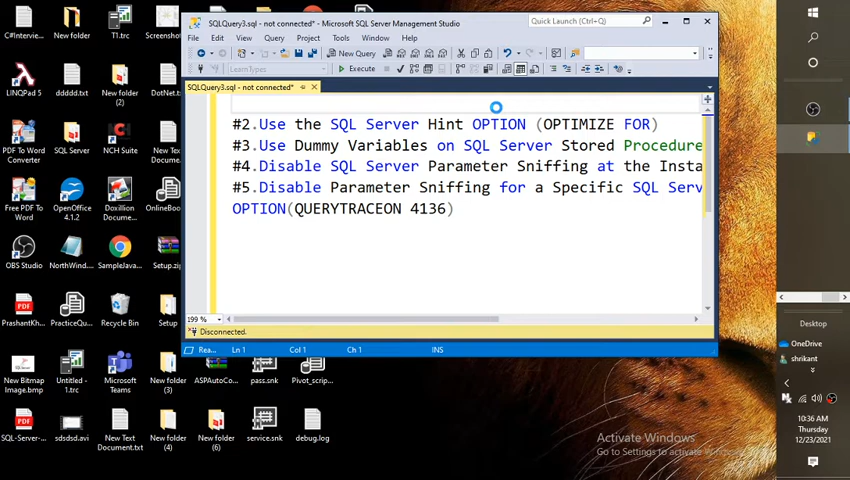 C#Intervie...
New folder
T1.trc
Screensh
LINQPad 5
ddddd.txt
New folder
(2)
DotNet.
PDF To Word
Converter
SQL Server
NCH Suite
Free PDF To
Word
OpenOffice
4.1.2
Doxillion
Docume...
OnlineBoo
OBS Studio
NorthWind...
SampleJava...
Setup.zip
PrashantKh...
PracticeQu...
Recycle Bin
Setup
New Bitmap
Image.bmp
Untitled -
1.trc
Microsoft
Teams
New folder
(3)
ASPAutoCo...
pass.snk
Pivot_scrip...
SQL-Server-...
sdsdsd.avi
New Text
Document.txt
New folder
(4)
New folder
(6)
service.snk
debug.log
SQLQuery3.sql - not connected* - Microsoft SQL Server Management Studio
Quick Launch (Ctrl+Q)
File Edit View Query Project Tools Window Help
New Query
LearnTypes
Execute
SQLQuery3.sql - not connected*
#2.Use the SQL Server Hint OPTION (OPTIMIZE FOR)
#3.Use Dummy Variables on SQL Server Stored Procedure
#4.Disable SQL Server Parameter Sniffing at the Insta
#5.Disable Parameter Sniffing for a Specific SQL Serv
OPTION(QUERYTRACEON 4136)
199 %
Disconnected.
Rea... Ln 1 Col 1 Ch 1 INS
Activate Windows
Go to Settings to activate Windows
Desktop
OneDrive
shrikant
10:36 AM
Thursday
12/23/2021